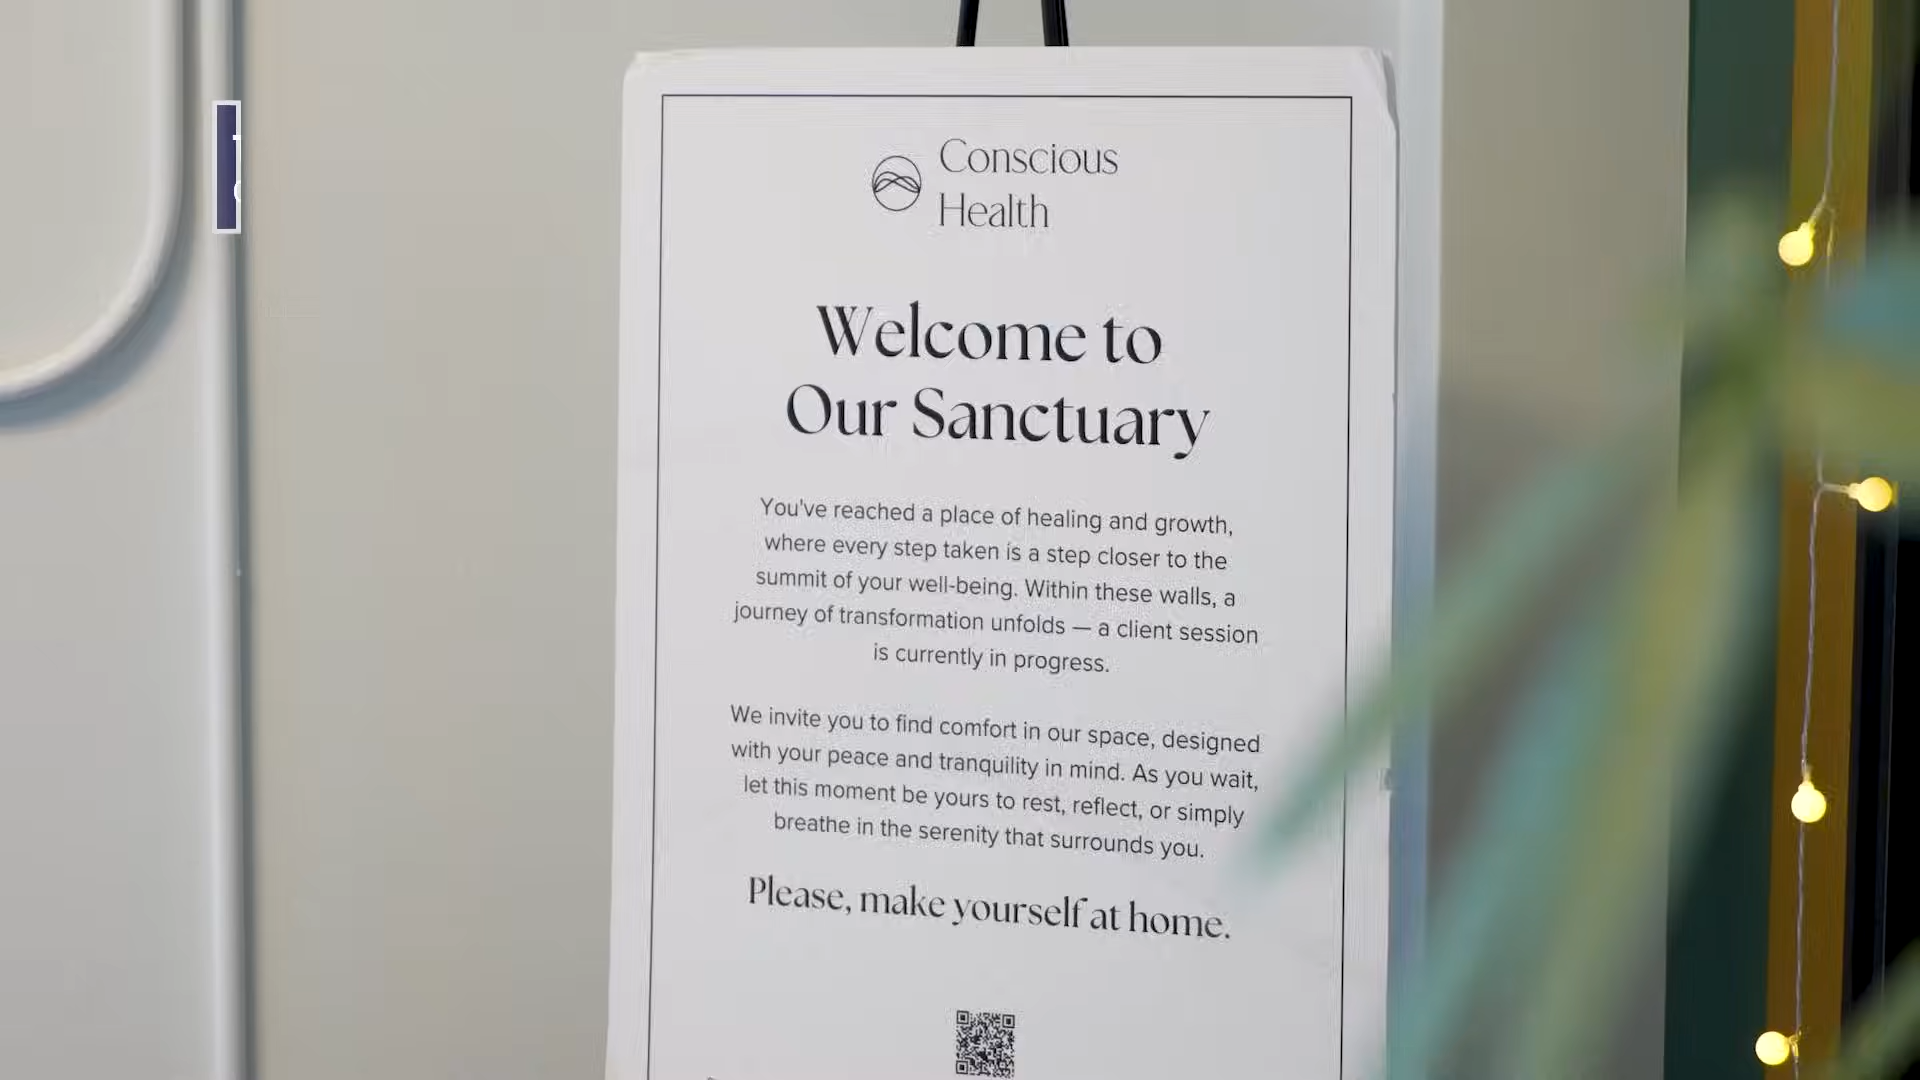 Conscious
Health
Welcome to
Our Sanctuary
You've reached a place of healing and growth,
where every step taken is a step closer to the
summit of your well-being. Within these walls, a
journey of transformation unfolds — a client session
is currently in progress.
We invite you to find comfort in our space, designed
with your peace and tranquility in mind. As you wait,
let this moment be yours to rest, reflect, or simply
breathe in the serenity that surrounds you.
Please, make yourself at home.